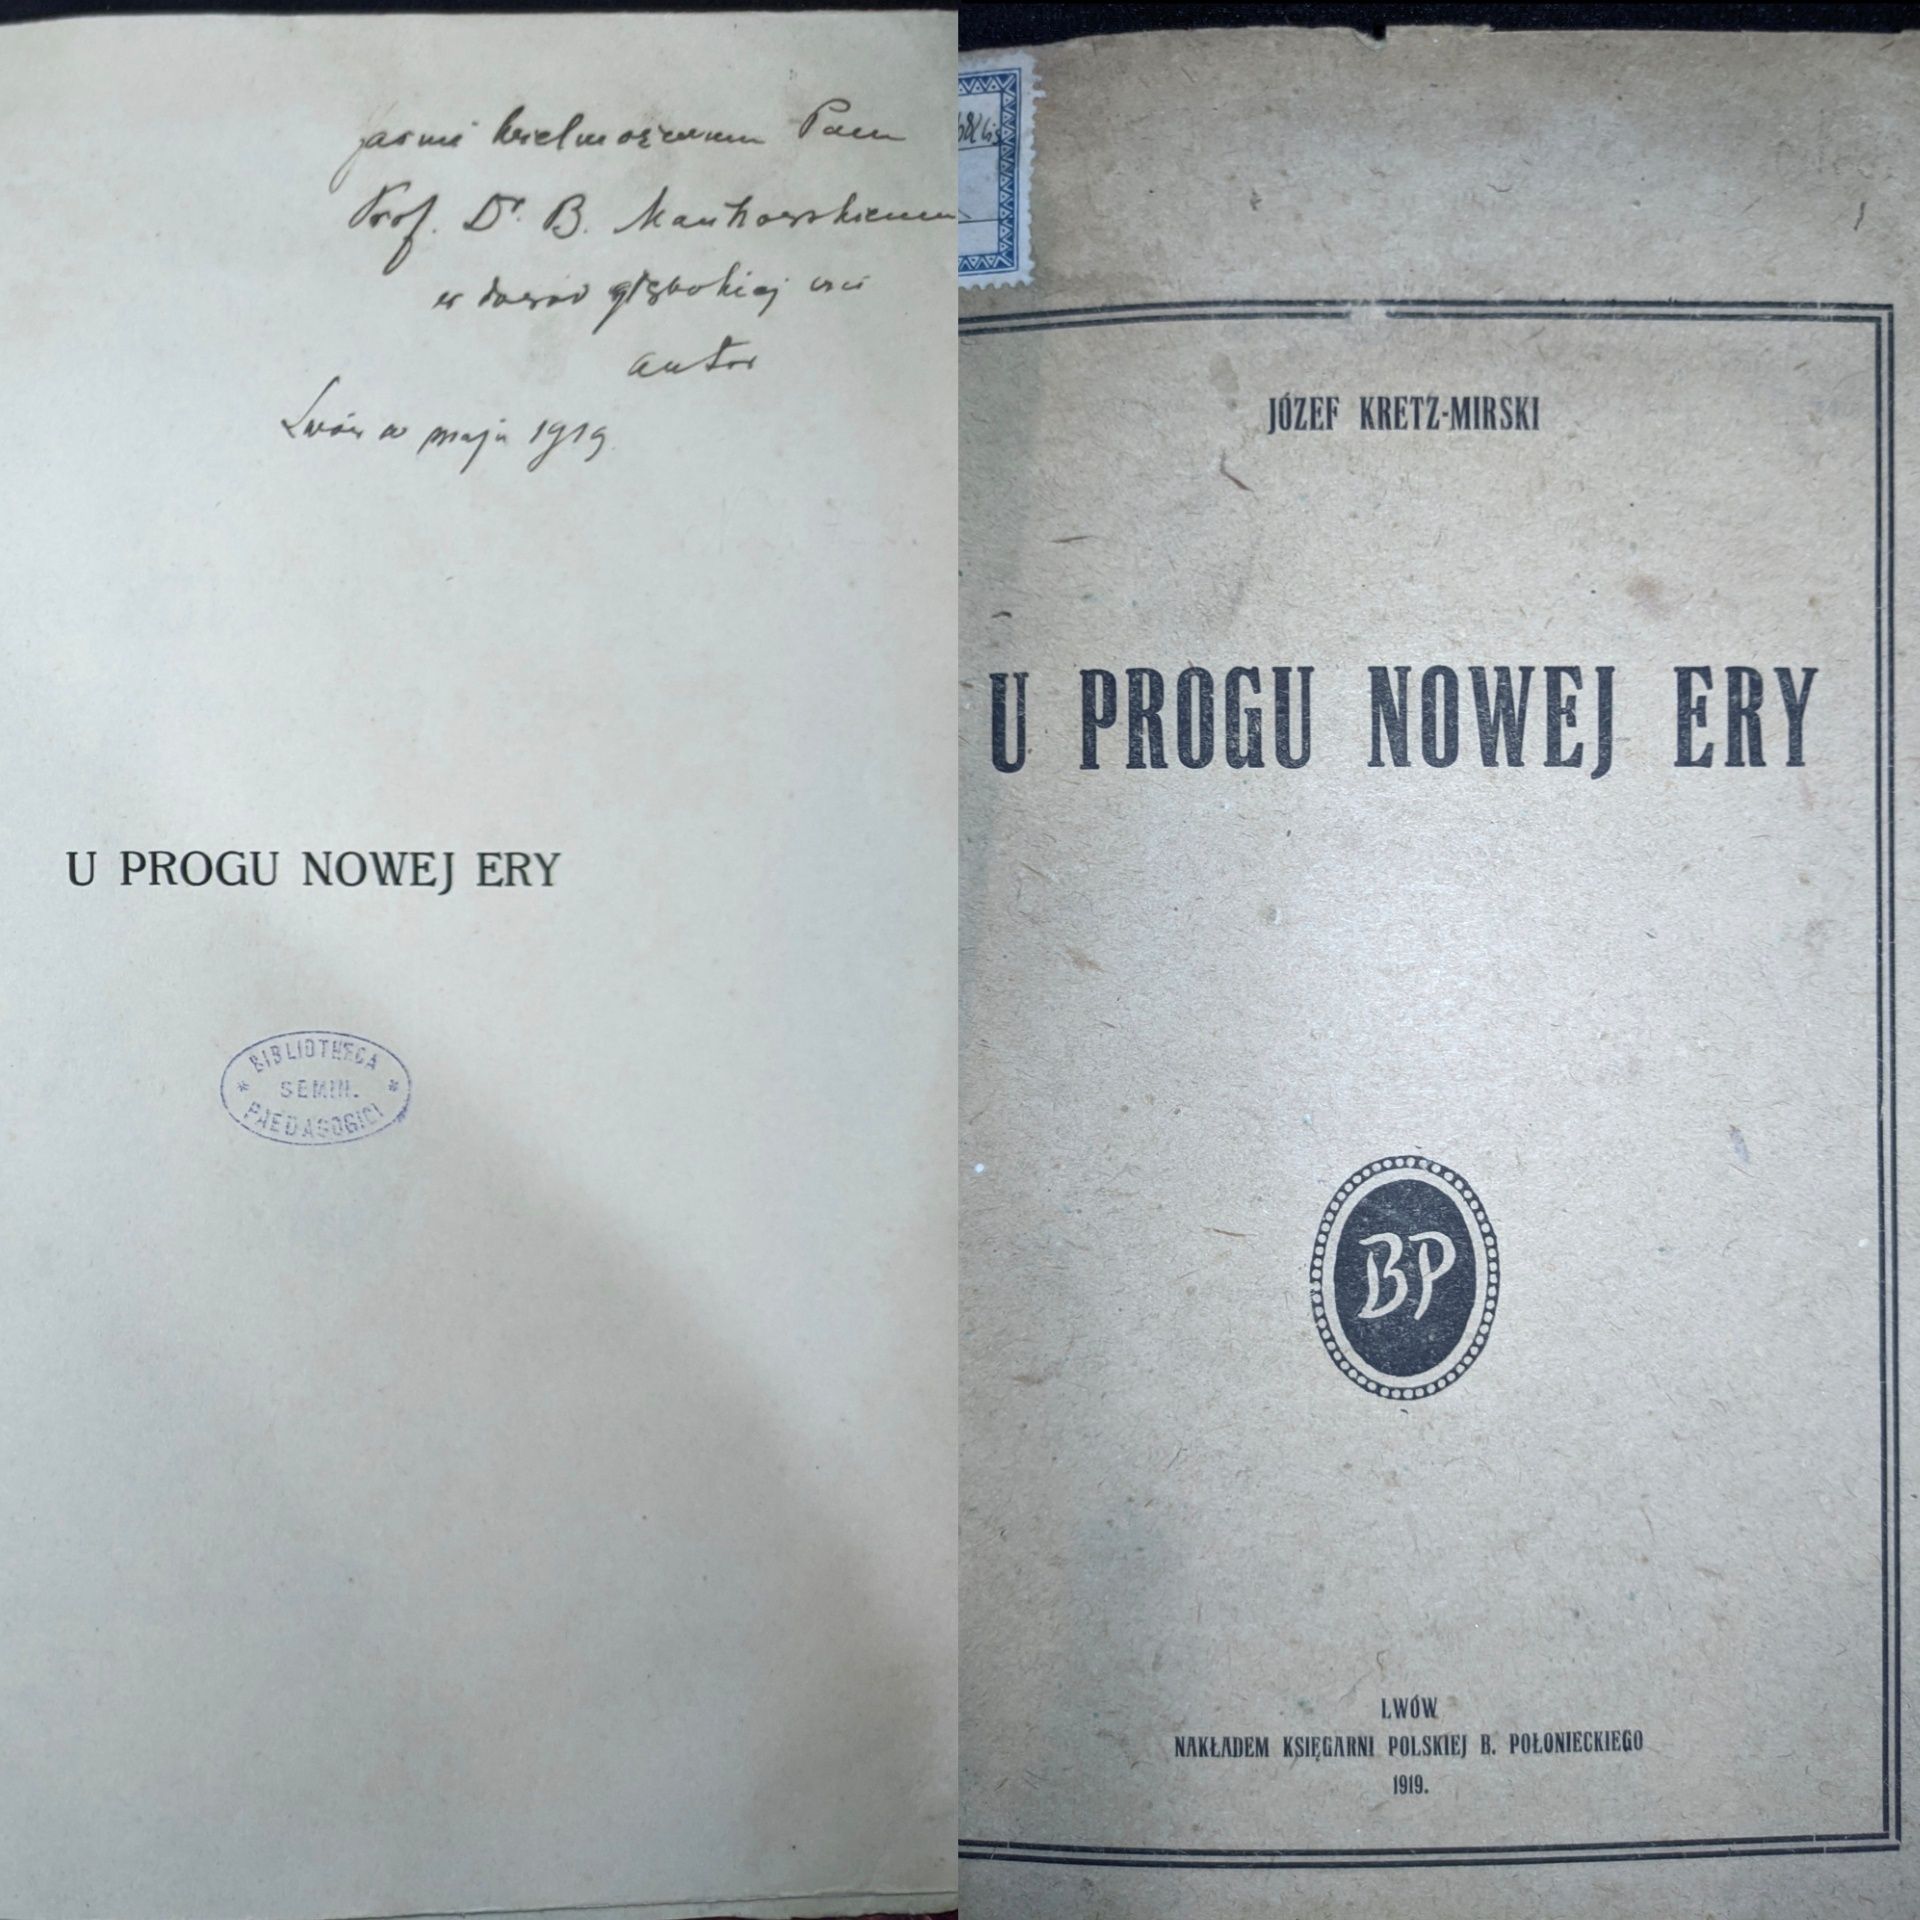 Jaśnie Wielmożnemu Panu
Prof. Dr. B. Mańkowskiemu
w dowód głębokiej czci
autor
Lwów w maju 1919.
U PROGU NOWEJ ERY
BIBLIOTHECA
SEMIN.
PAEDAGOGICI
JÓZEF KRETZ-MIRSKI
U PROGU NOWEJ ERY
BP
LWÓW
NAKŁADEM KSIĘGARNI POLSKIEJ B. POŁONIECKIEGO
1919.